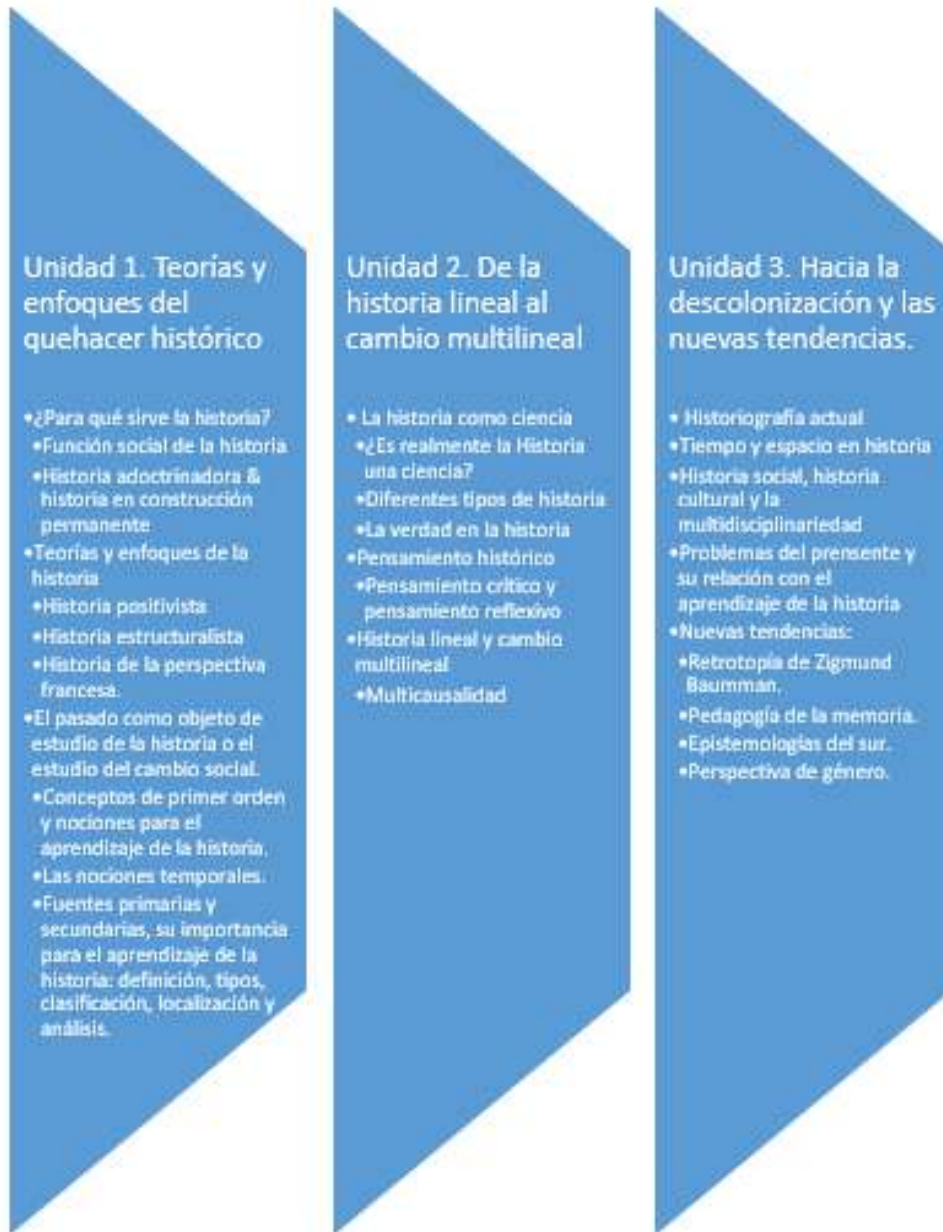 Unidad 1. Teorías y
enfoques del
quehacer histórico
•¿Para qué sirve la historia?
•Función social de la historia
•Historia adoctrinadora &
historia en construcción
permanente
•Teorías y enfoques de la
historia
•Historia positivista
•Historia estructuralista
•Historia de la perspectiva
francesa.
•El pasado como objeto de
estudio de la historia o el
estudio del cambio social.
•Conceptos de primer orden
y nociones para el
aprendizaje de la historia.
•Las nociones temporales.
•Fuentes primarias y
secundarias, su importancia
para el aprendizaje de la
historia: definición, tipos,
clasificación, localización y
análisis.
Unidad 2. De la
historia lineal al
cambio multilineal
• La historia como ciencia
•¿Es realmente la Historia
una ciencia?
•Diferentes tipos de historia
•La verdad en la historia
•Pensamiento histórico
•Pensamiento crítico y
pensamiento reflexivo
•Historia lineal y cambio
multilineal
•Multicausalidad
Unidad 3. Hacia la
descolonización y las
nuevas tendencias.
• Historiografía actual
•Tiempo y espacio en historia
•Historia social, historia
cultural y la
multidisciplinariedad
•Problemas del prensente y
su relación con el
aprendizaje de la historia
•Nuevas tendencias:
•Retrotopía de Zigmund
Baumman.
•Pedagogía de la memoria.
•Epistemologías del sur.
•Perspectiva de género.